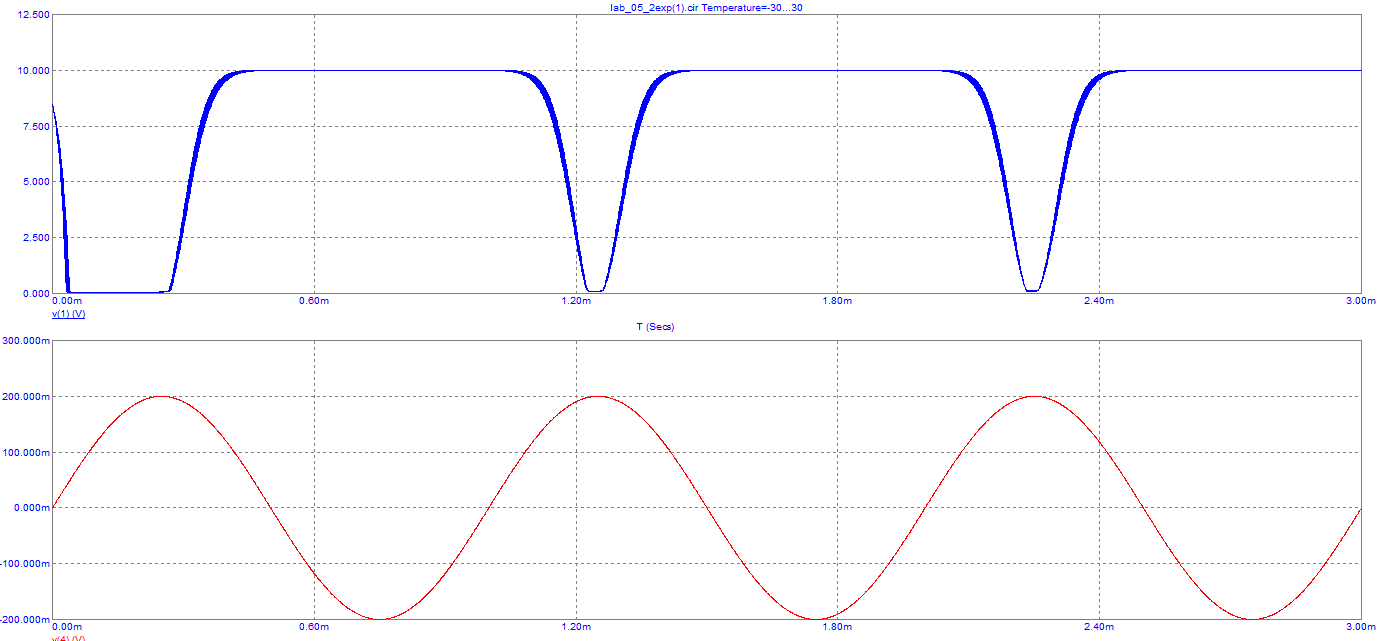 lab_05_2exp(1).cir Temperature=-30...30
12.500
10.000
7.500
5.000
2.500
0.000
0.00m 0.60m 1.20m 1.80m 2.40m 3.00m
v(1) (V)
T (Secs)
300.000m
200.000m
100.000m
0.000m
-100.000m
-200.000m
0.00m 0.60m 1.20m 1.80m 2.40m 3.00m
v(4) (V)